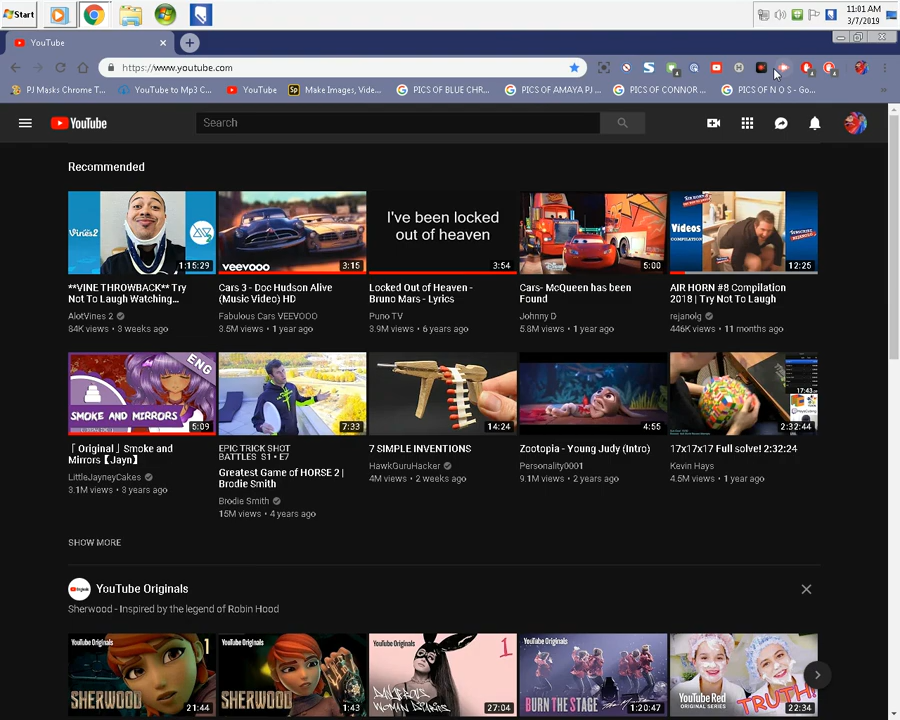 Start
11:01 AM
3/7/2019
YouTube
https://www.youtube.com
PJ Masks Chrome T...
YouTube to Mp3 C...
YouTube
Make Images, Vide...
PICS OF BLUE CHR...
PICS OF AMAYA PJ ...
PICS OF CONNOR ...
PICS OF N O S - Go...
YouTube
Search
Recommended
Vines2
1:15:29
veevooo
3:15
I've been locked
out of heaven
3:54
5:00
Videos
COMPILATION
12:25
**VINE THROWBACK** Try
Not To Laugh Watching...
AlotVines 2
84K views • 3 weeks ago
Cars 3 - Doc Hudson Alive
(Music Video) HD
Fabulous Cars VEEVOOO
3.5M views • 1 year ago
Locked Out of Heaven -
Bruno Mars - Lyrics
Puno TV
3.9M views • 6 years ago
Cars- McQueen has been
Found
Johnny D
5.8M views • 1 year ago
AIR HORN #8 Compilation
2018 | Try Not To Laugh
rejanolg
446K views • 11 months ago
ENG
SMOKE AND MIRRORS
5:09
7:33
14:24
4:55
17:43
2:32:44
「 Original 」Smoke and
Mirrors【Jayn】
LittleJayneyCakes
3.1M views • 3 years ago
EPIC TRICK SHOT
BATTLES S1 • E7
Greatest Game of HORSE 2 |
Brodie Smith
Brodie Smith
15M views • 4 years ago
7 SIMPLE INVENTIONS
HawkGuruHacker
4M views • 2 weeks ago
Zootopia - Young Judy (Intro)
Personality0001
9.1M views • 2 years ago
17x17x17 Full solve! 2:32:24
Kevin Hays
4.5M views • 1 year ago
SHOW MORE
YouTube Originals
Sherwood - Inspired by the legend of Robin Hood
YouTube Originals
1
SHERWOOD
21:44
YouTube Originals
SHERWOOD
1:43
YouTube Originals
1
DANGEROUS
WOMAN DIARIES
27:04
YouTube Originals
BURN THE STAGE
1:20:47
YouTube Red
ORIGINAL SERIES
TRUTH!
22:34